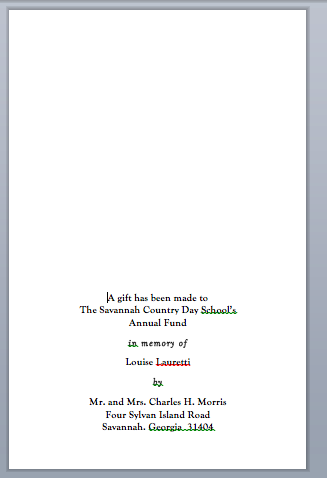 A gift has been made to
The Savannah Country Day School's
Annual Fund
in memory of
Louise Lauretti
by
Mr. and Mrs. Charles H. Morris
Four Sylvan Island Road
Savannah. Georgia 31404